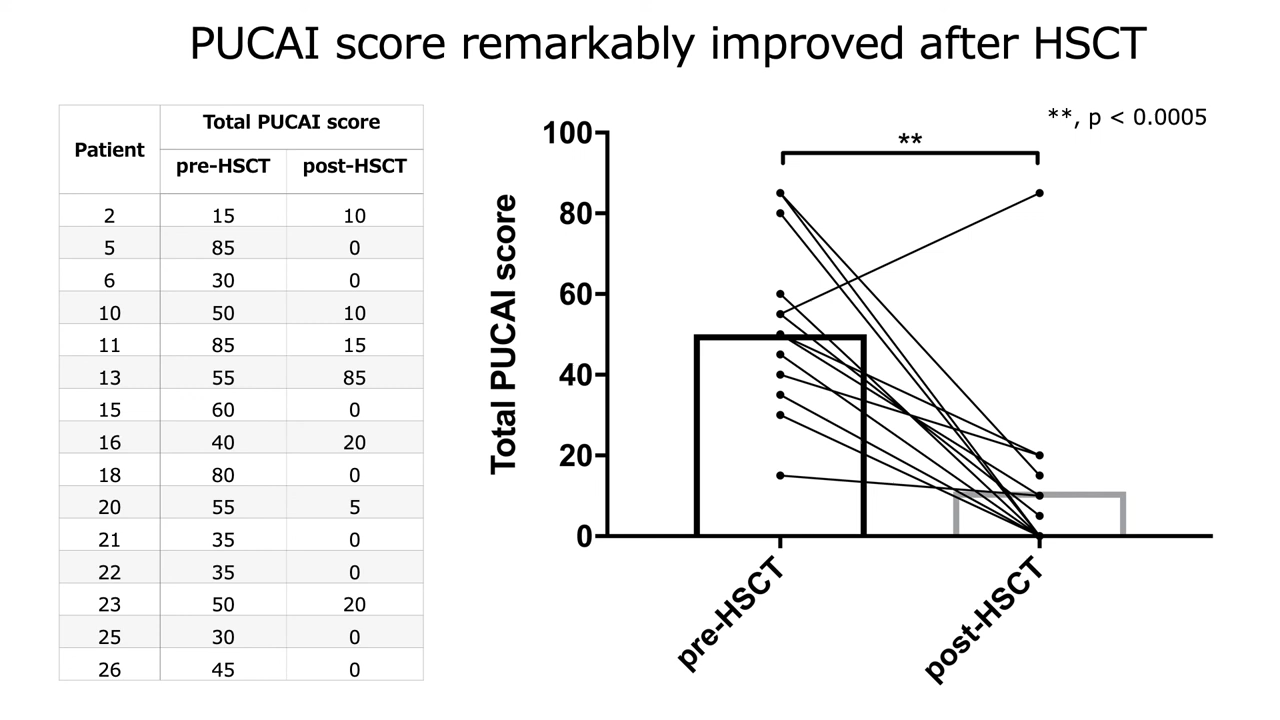 PUCAI score remarkably improved after HSCT
Patient Total PUCAI score
pre-HSCT post-HSCT
2 15 10
5 85 0
6 30 0
10 50 10
11 85 15
13 55 85
15 60 0
16 40 20
18 80 0
20 55 5
21 35 0
22 35 0
23 50 20
25 30 0
26 45 0
**, p < 0.0005
**
Total PUCAI score
100
80
60
40
20
0
pre-HSCT
post-HSCT